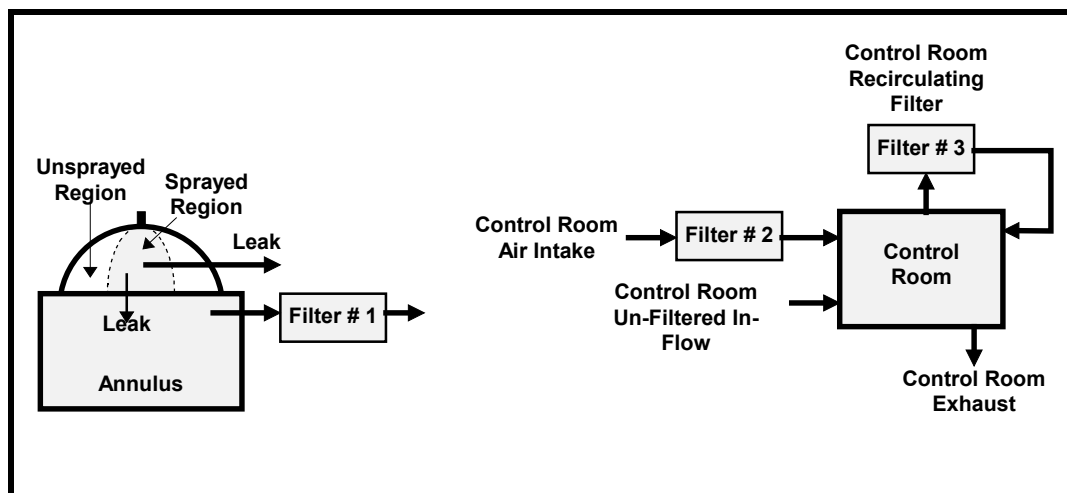 Unsprayed
Region
Sprayed
Region
Leak
Leak
Filter # 1
Annulus
Control Room
Recirculating
Filter
Filter # 3
Control Room
Air Intake
Filter # 2
Control
Room
Control Room
Un-Filtered In-
Flow
Control Room
Exhaust